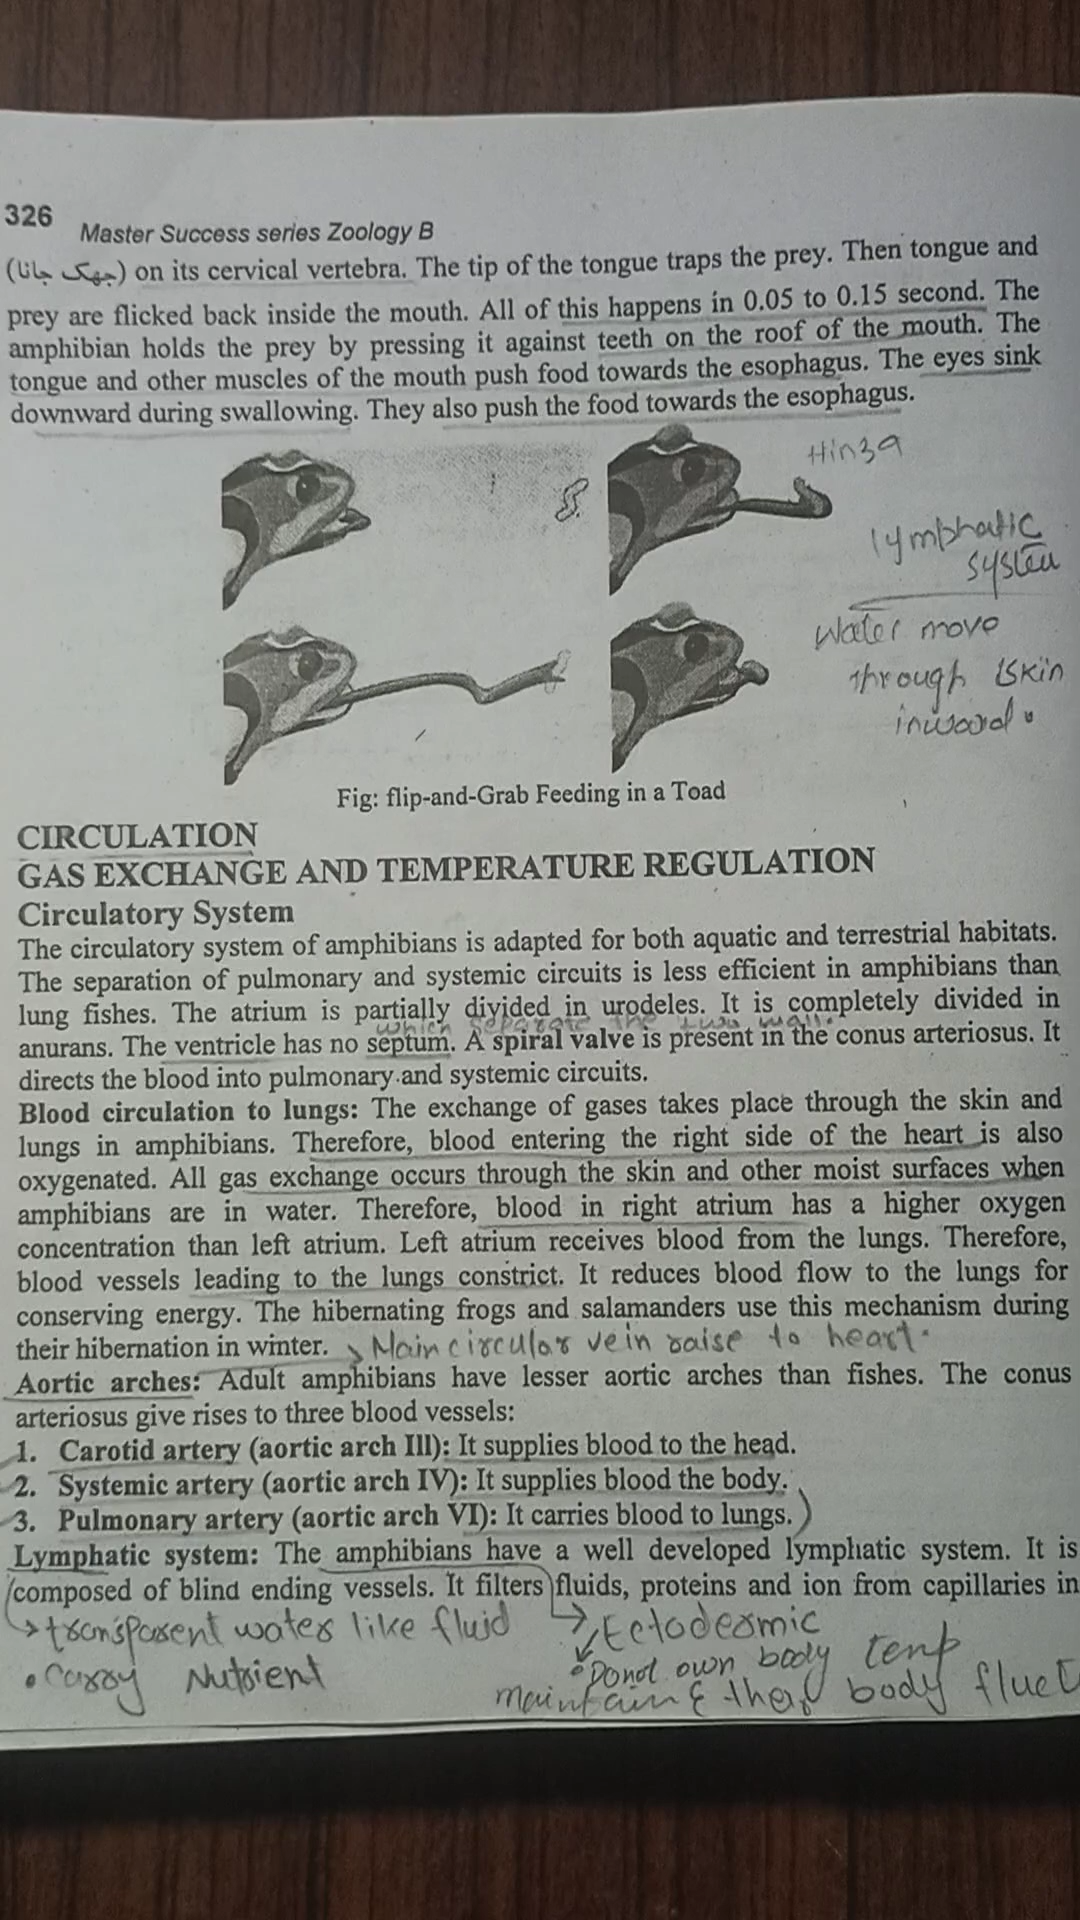 326
Master Success series Zoology B
(جھک جانا) on its cervical vertebra. The tip of the tongue traps the prey. Then tongue and
prey are flicked back inside the mouth. All of this happens in 0.05 to 0.15 second. The
amphibian holds the prey by pressing it against teeth on the roof of the mouth. The
tongue and other muscles of the mouth push food towards the esophagus. The eyes sink
downward during swallowing. They also push the food towards the esophagus.
lymphatic
system
Water move
through skin
inward.
Fig: flip-and-Grab Feeding in a Toad
CIRCULATION
GAS EXCHANGE AND TEMPERATURE REGULATION
Circulatory System
The circulatory system of amphibians is adapted for both aquatic and terrestrial habitats.
The separation of pulmonary and systemic circuits is less efficient in amphibians than
lung fishes. The atrium is partially divided in urodeles. It is completely divided in
which separate the two wall.
anurans. The ventricle has no septum. A spiral valve is present in the conus arteriosus. It
directs the blood into pulmonary and systemic circuits.
Blood circulation to lungs: The exchange of gases takes place through the skin and
lungs in amphibians. Therefore, blood entering the right side of the heart is also
oxygenated. All gas exchange occurs through the skin and other moist surfaces when
amphibians are in water. Therefore, blood in right atrium has a higher oxygen
concentration than left atrium. Left atrium receives blood from the lungs. Therefore,
blood vessels leading to the lungs constrict. It reduces blood flow to the lungs for
conserving energy. The hibernating frogs and salamanders use this mechanism during
their hibernation in winter. Main circular vein raise to heart.
Aortic arches: Adult amphibians have lesser aortic arches than fishes. The conus
arteriosus give rises to three blood vessels:
1. Carotid artery (aortic arch III): It supplies blood to the head.
2. Systemic artery (aortic arch IV): It supplies blood the body.
3. Pulmonary artery (aortic arch VI): It carries blood to lungs.
Lymphatic system: The amphibians have a well developed lymphatic system. It is
composed of blind ending vessels. It filters fluids, proteins and ion from capillaries in
transparent water like fluid
Ectodermic
• Carry Nutrient
• Do not own body temp
maintain & body